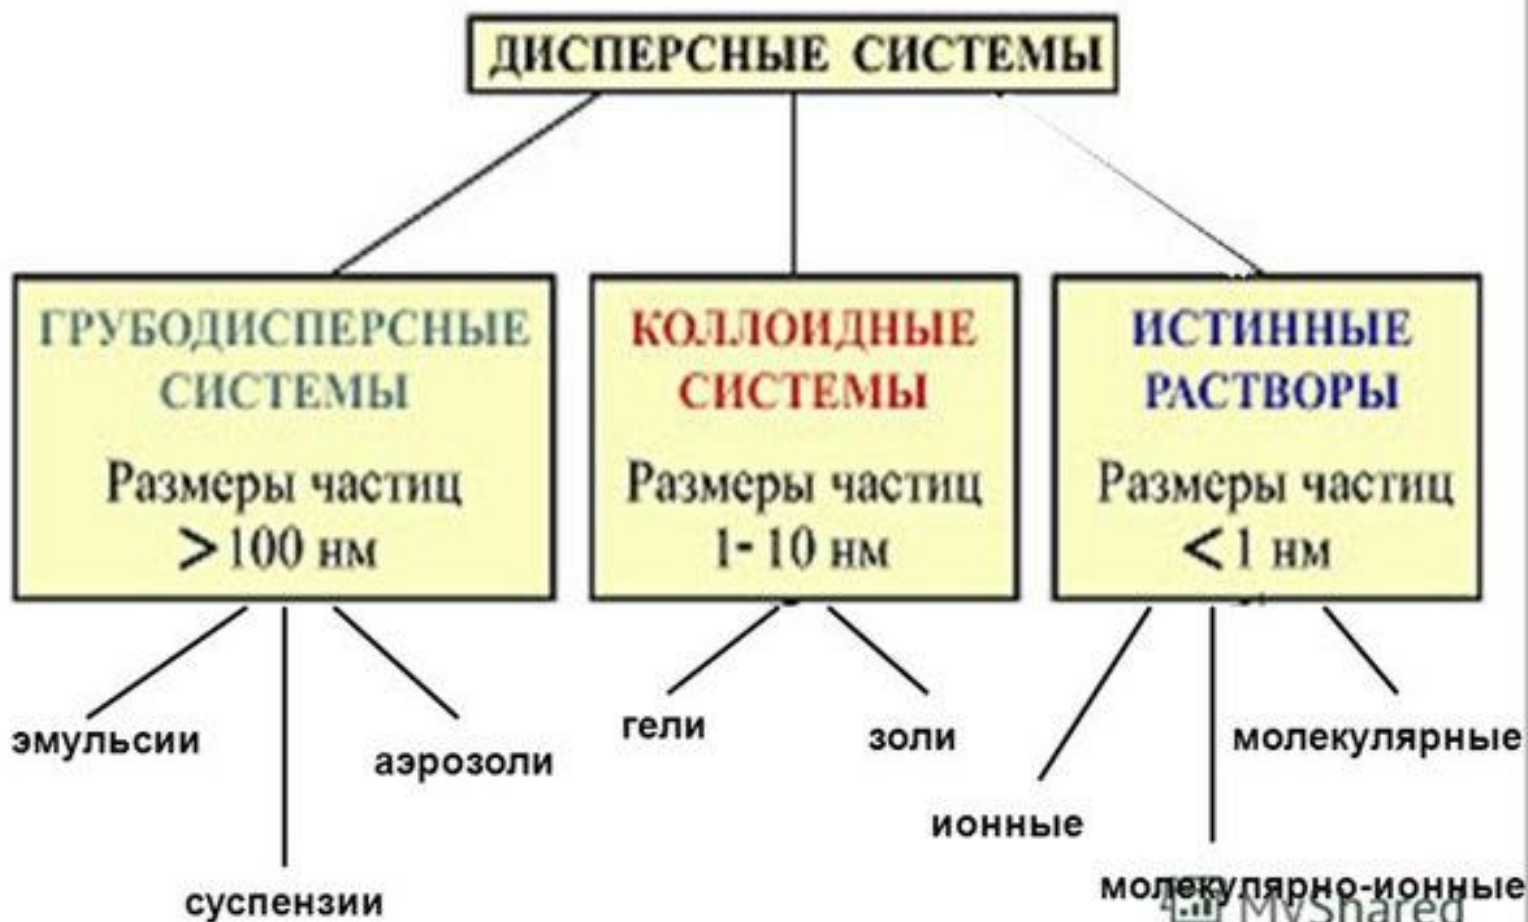 ДИСПЕРСНЫЕ СИСТЕМЫ
ГРУБОДИСПЕРСНЫЕ
СИСТЕМЫ
Размеры частиц
>100 нм
КОЛЛОИДНЫЕ
СИСТЕМЫ
Размеры частиц
1-10 нм
ИСТИННЫЕ
РАСТВОРЫ
Размеры частиц
<1 нм
эмульсии
суспензии
аэрозоли
гели
золи
ионные
молекулярно-ионные
молекулярные
MyShared